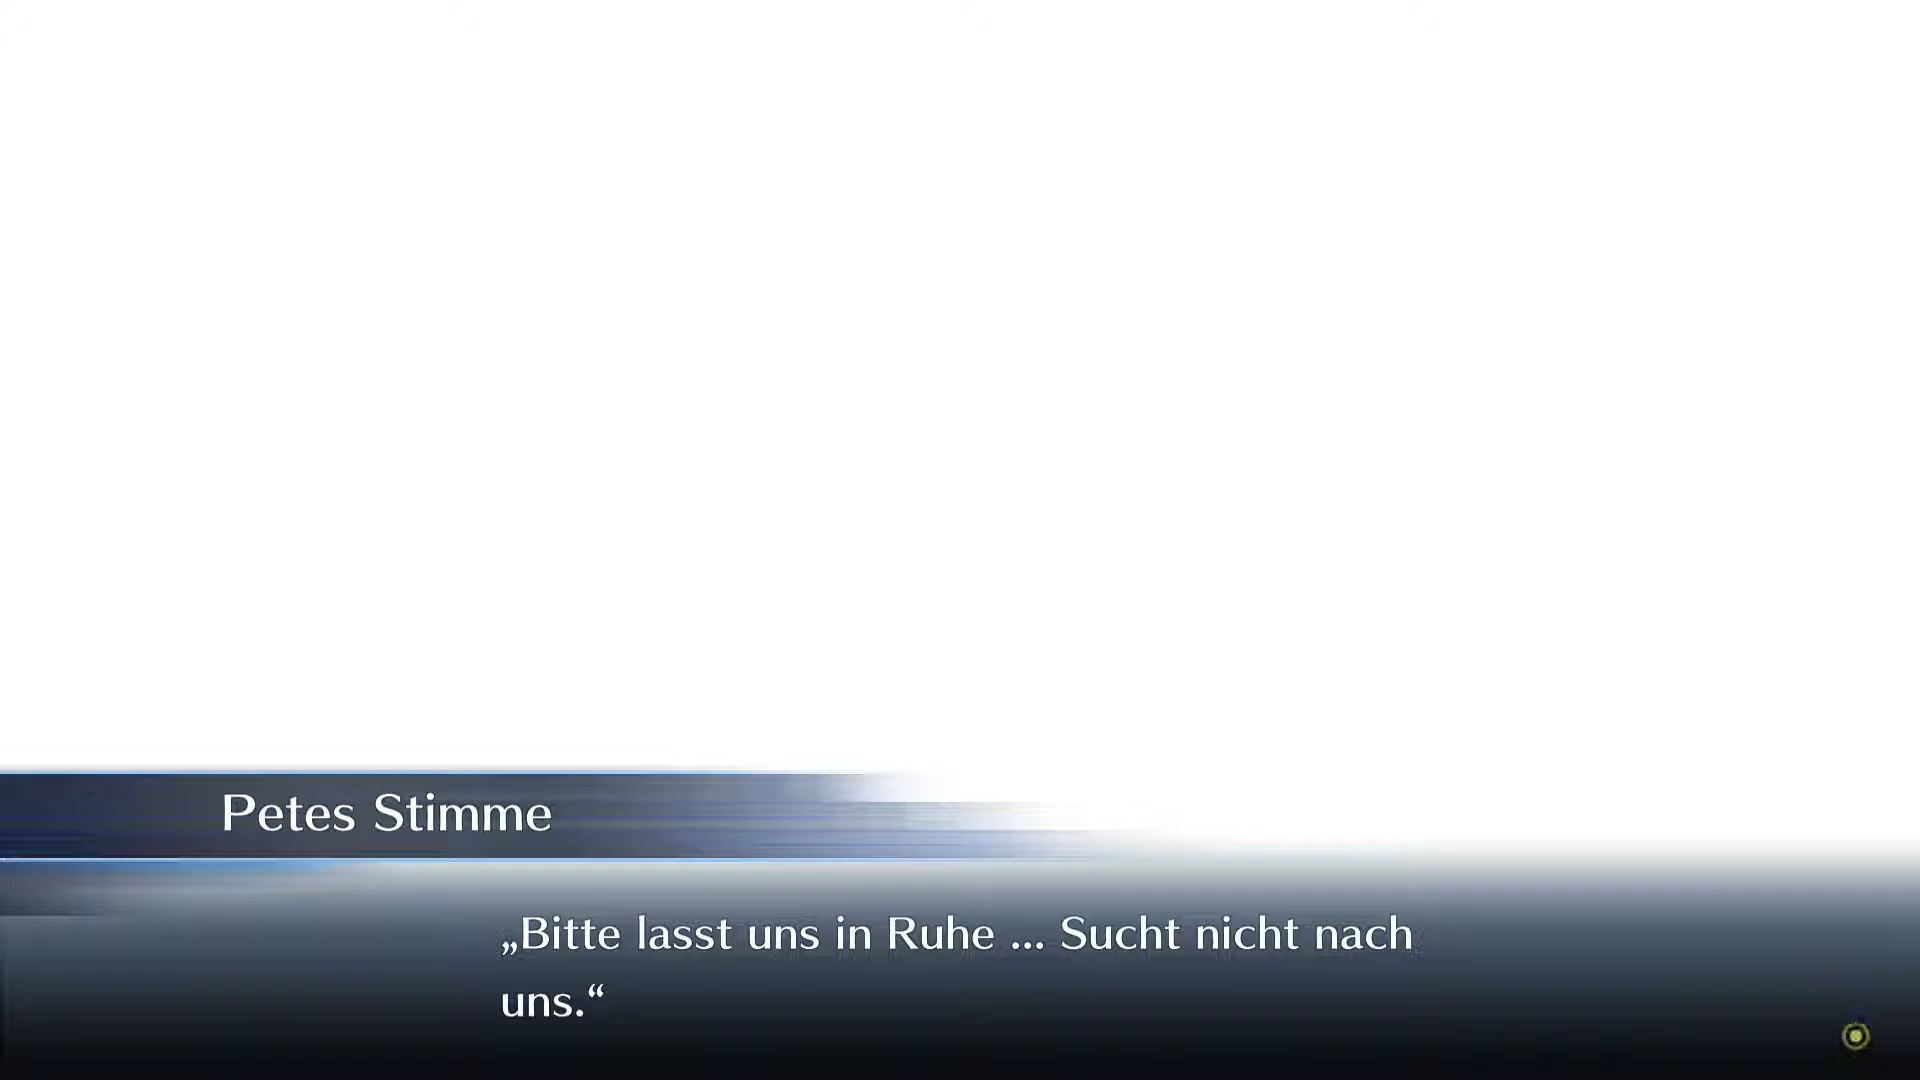 Petes Stimme
„Bitte lasst uns in Ruhe ... Sucht nicht nach
uns.“